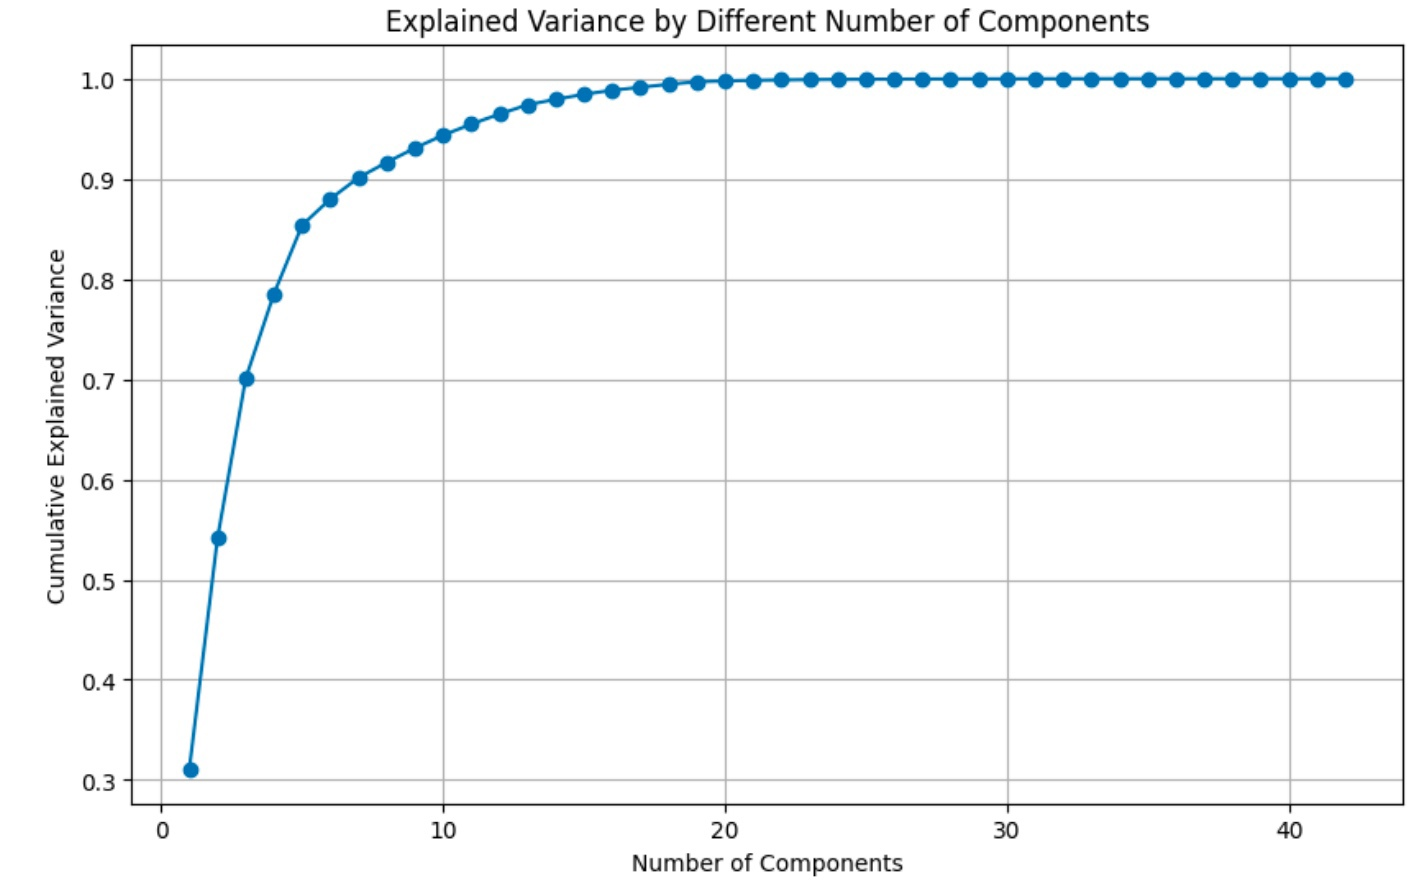 Explained Variance by Different Number of Components
1.0
0.9
0.8
0.7
0.6
0.5
0.4
0.3
Cumulative Explained Variance
0 10 20 30 40
Number of Components